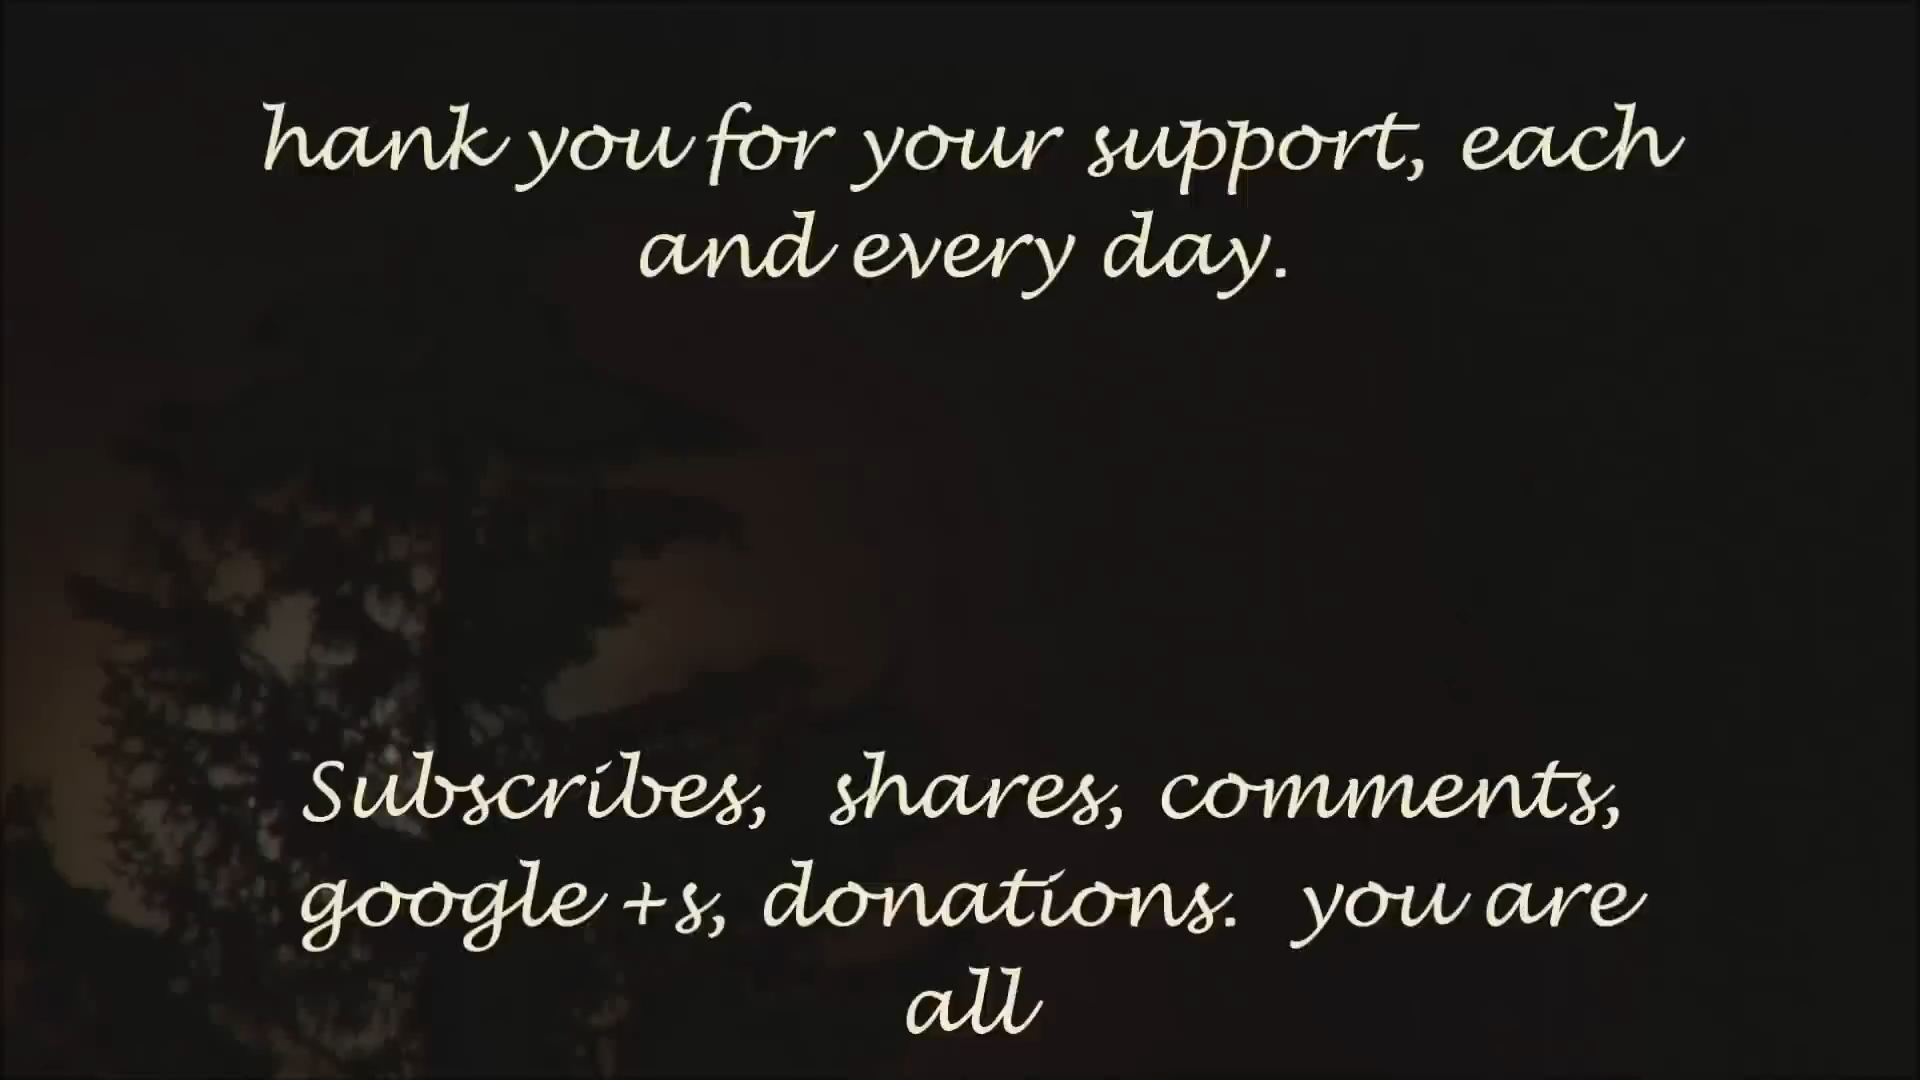 hank you for your support, each
and every day.
Subscribes, shares, comments,
google +s, donations. you are
all